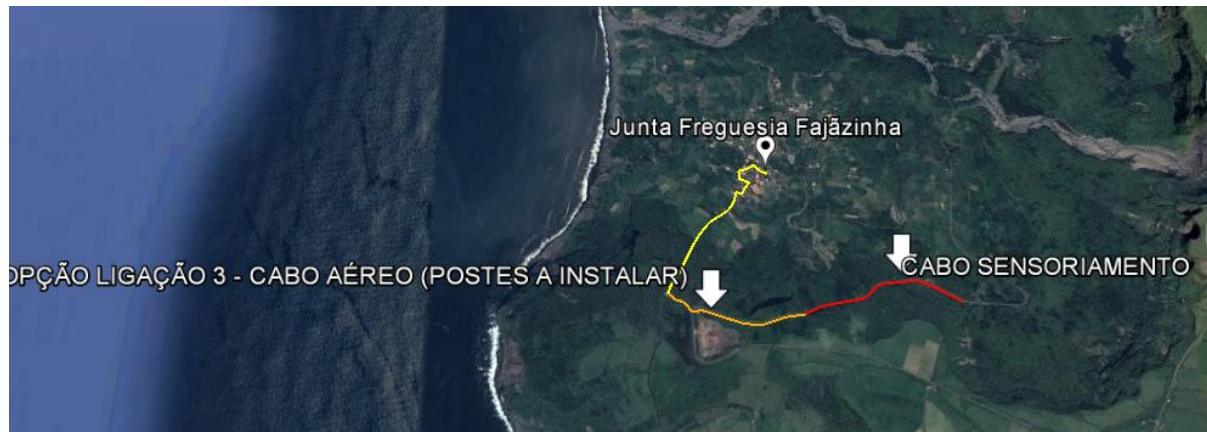 Junta Freguesia Fajãzinha
OPÇÃO LIGAÇÃO 3 - CABO AÉREO (POSTES A INSTALAR)
CABO SENSORIAMENTO